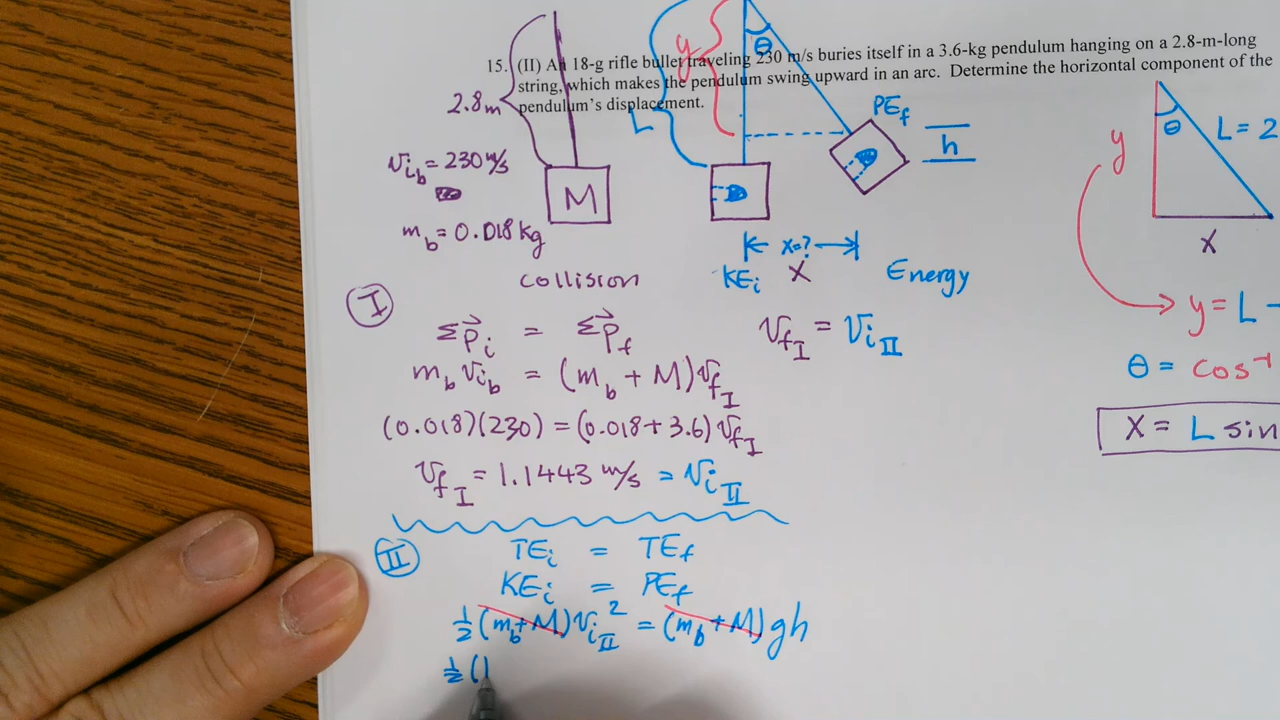 15. (II) An 18-g rifle bullet traveling 230 m/s buries itself in a 3.6-kg pendulum hanging on a 2.8-m-long
string, which makes the pendulum swing upward in an arc. Determine the horizontal component of the
pendulum's displacement.
2.8m
v_ib = 230 m/s
m_b = 0.018 kg
M
L
y
θ
PE_f
h
x=?
KE_i X Energy
collision
I
Σp⃗_i = Σp⃗_f
m_b v_ib = (m_b + M) v_fI
(0.018)(230) = (0.018 + 3.6) v_fI
v_fI = 1.1443 m/s = v_iII
v_fI = v_iII
II
TE_i = TE_f
KE_i = PE_f
½ (m_b + M) v_iII² = (m_b + M) g h
½ (1
y
θ
L = 2
X
y = L -
θ = cos⁻
X = L sin